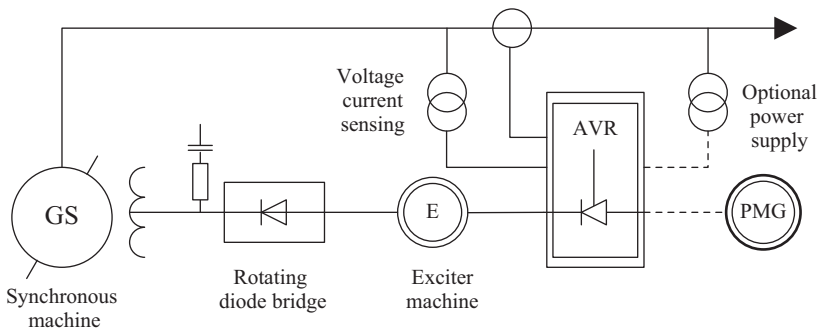 Voltage
current
sensing
Optional
power
supply
AVR
GS
E
PMG
Synchronous
machine
Rotating
diode bridge
Exciter
machine